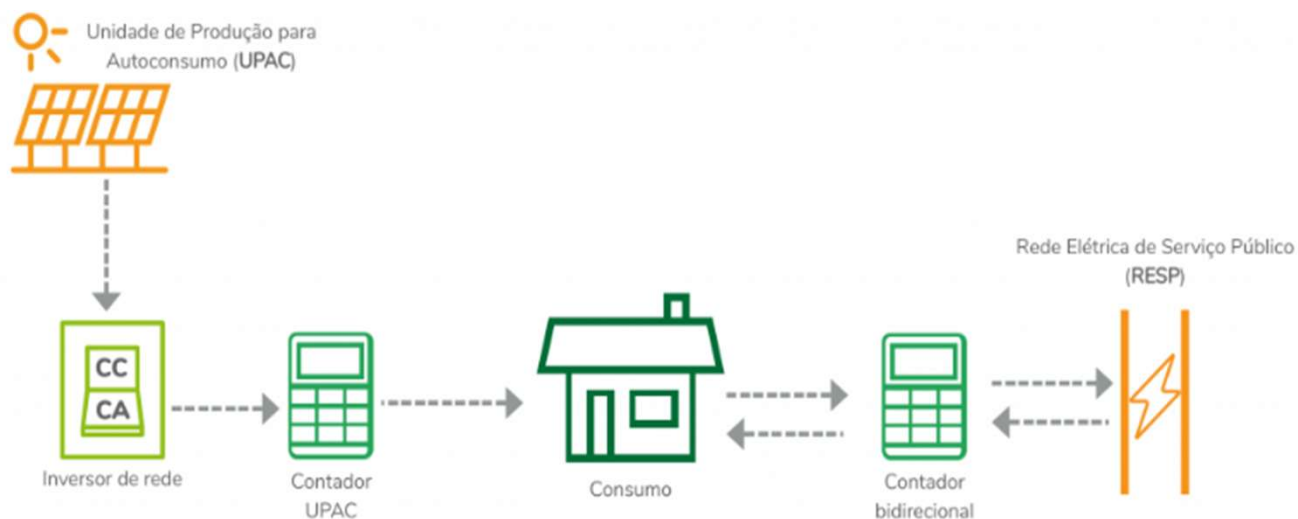 Unidade de Produção para
Autoconsumo (UPAC)
Rede Elétrica de Serviço Público
(RESP)
CC
CA
Inversor de rede
Contador
UPAC
Consumo
Contador
bidirecional